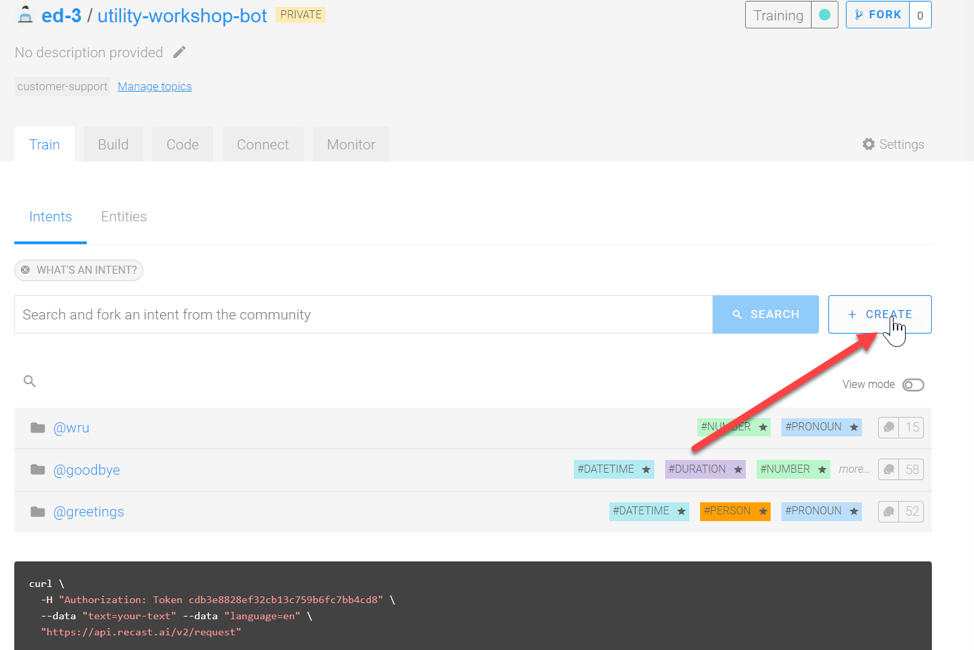 ed-3 / utility-workshop-bot PRIVATE Training FORK 0
No description provided
customer-support Manage topics
Train Build Code Connect Monitor Settings
Intents Entities
WHAT'S AN INTENT?
Search and fork an intent from the community SEARCH + CREATE
View mode
@wru #NUMBER #PRONOUN 15
@goodbye #DATETIME #DURATION #NUMBER more... 58
@greetings #DATETIME #PERSON #PRONOUN 52
curl \
-H "Authorization: Token cdb3e8828ef32cb13c759b6fc7bb4cd8" \
--data "text=your-text" --data "language=en" \
"https://api.recast.ai/v2/request"